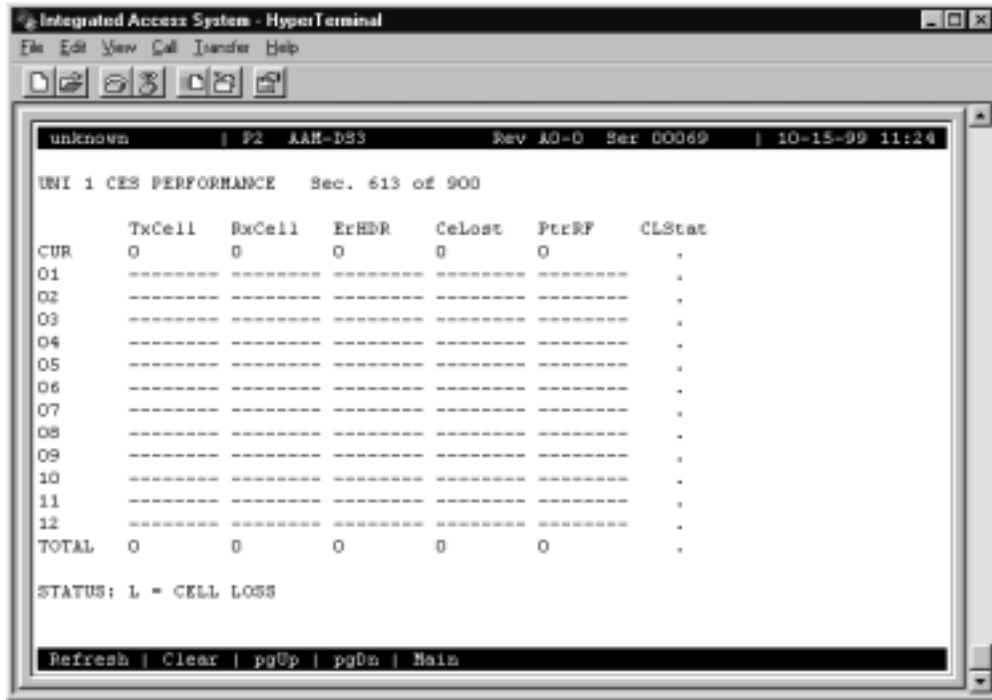 Integrated Access System - HyperTerminal
File Edit View Call Transfer Help
unknown | P2 AAM-DS3 Rev A0-0 Ser 00069 | 10-15-99 11:24
UNI 1 CES PERFORMANCE Sec. 613 of 900
TxCell RxCell ErHDR CeLost PtrRF CLStat
CUR 0 0 0 0 0 .
01 -------- -------- -------- -------- -------- .
02 -------- -------- -------- -------- -------- .
03 -------- -------- -------- -------- -------- .
04 -------- -------- -------- -------- -------- .
05 -------- -------- -------- -------- -------- .
06 -------- -------- -------- -------- -------- .
07 -------- -------- -------- -------- -------- .
08 -------- -------- -------- -------- -------- .
09 -------- -------- -------- -------- -------- .
10 -------- -------- -------- -------- -------- .
11 -------- -------- -------- -------- -------- .
12 -------- -------- -------- -------- -------- .
TOTAL 0 0 0 0 0 .
STATUS: L = CELL LOSS
Refresh | Clear | pgUp | pgDn | Main